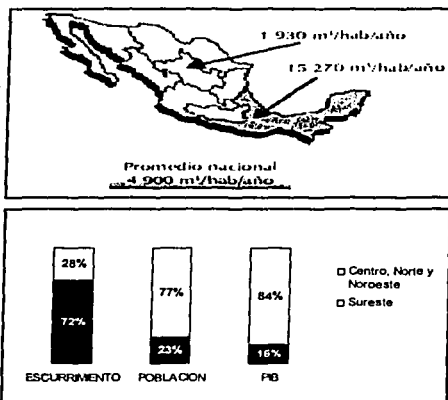 1 930 m³/hab/año
15 270 m³/hab/año
Promedio nacional
4,900 m³/hab/año
28%
72%
77%
23%
84%
16%
Centro, Norte y
Noroeste
Sureste
ESCURRIMIENTO POBLACION PIB